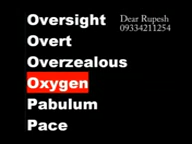 Oversight
Dear Rupesh
09334211254
Overt
Overzealous
Oxygen
Pabulum
Pace